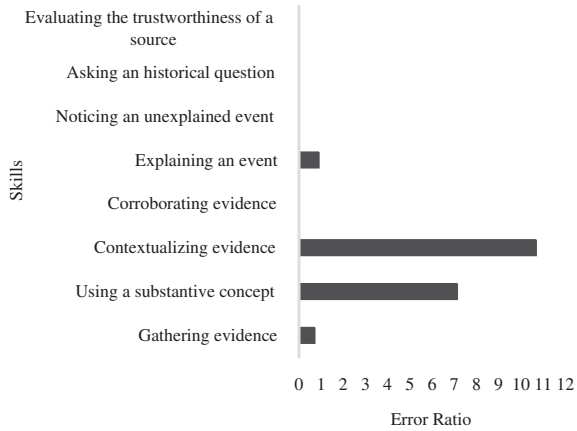 Evaluating the trustworthiness of a
source
Asking an historical question
Noticing an unexplained event
Explaining an event
Corroborating evidence
Contextualizing evidence
Using a substantive concept
Gathering evidence
Skills
0 1 2 3 4 5 6 7 8 9 10 11 12
Error Ratio